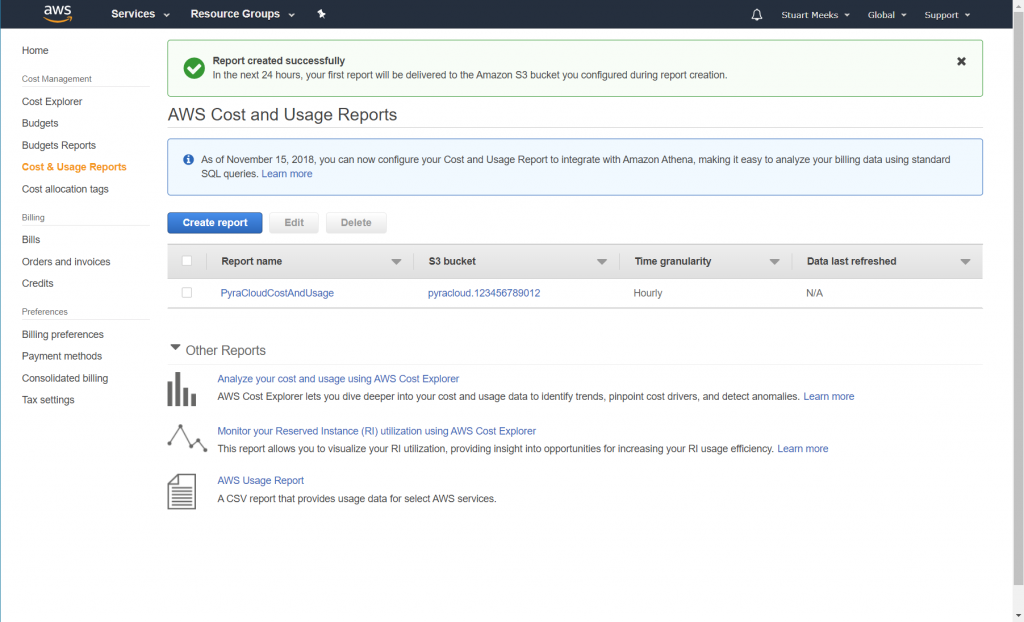 aws
Services
Resource Groups
Stuart Meeks
Global
Support
Home
Cost Management
Cost Explorer
Budgets
Budgets Reports
Cost & Usage Reports
Cost allocation tags
Billing
Bills
Orders and invoices
Credits
Preferences
Billing preferences
Payment methods
Consolidated billing
Tax settings
Report created successfully
In the next 24 hours, your first report will be delivered to the Amazon S3 bucket you configured during report creation.
AWS Cost and Usage Reports
As of November 15, 2018, you can now configure your Cost and Usage Report to integrate with Amazon Athena, making it easy to analyze your billing data using standard
SQL queries. Learn more
Create report
Edit
Delete
Report name
S3 bucket
Time granularity
Data last refreshed
PyraCloudCostAndUsage
pyracloud.123456789012
Hourly
N/A
Other Reports
Analyze your cost and usage using AWS Cost Explorer
AWS Cost Explorer lets you dive deeper into your cost and usage data to identify trends, pinpoint cost drivers, and detect anomalies. Learn more
Monitor your Reserved Instance (RI) utilization using AWS Cost Explorer
This report allows you to visualize your RI utilization, providing insight into opportunities for increasing your RI usage efficiency. Learn more
AWS Usage Report
A CSV report that provides usage data for select AWS services.